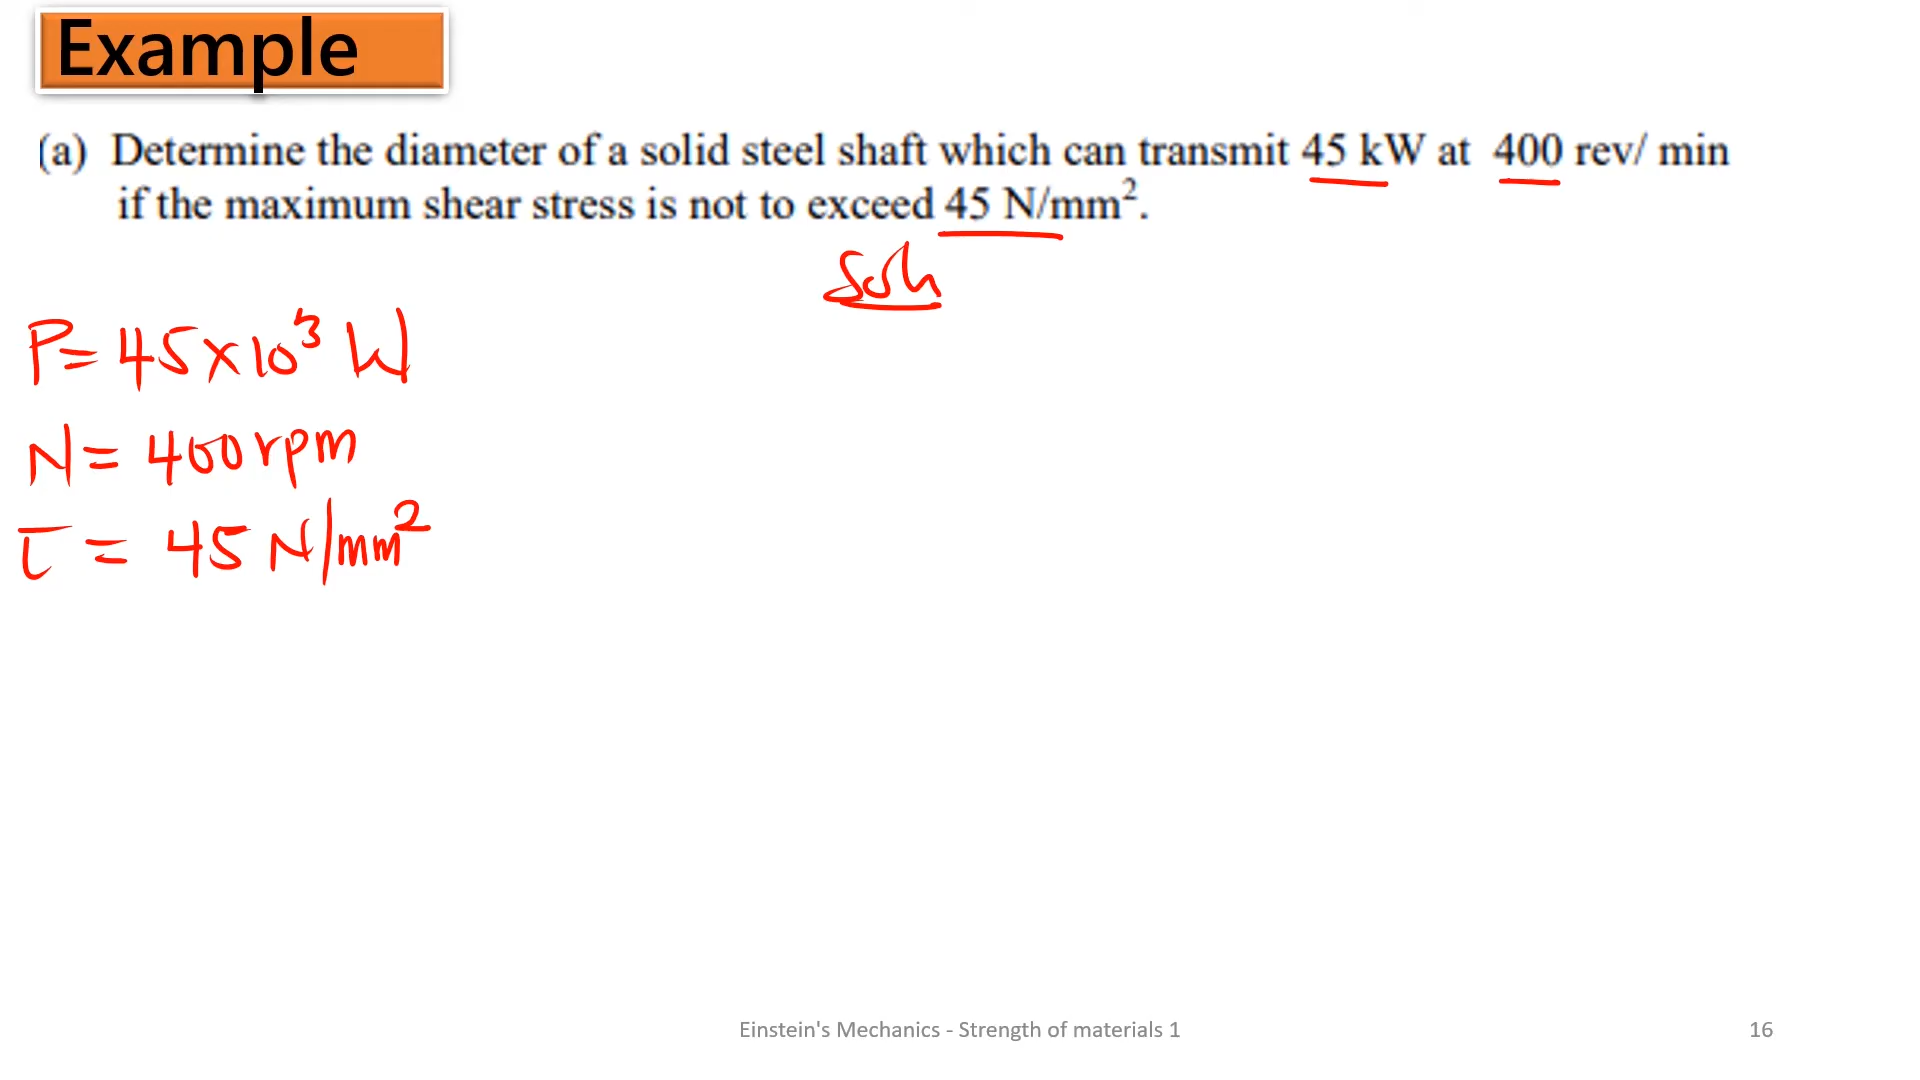 Example
(a) Determine the diameter of a solid steel shaft which can transmit 45 kW at 400 rev/ min
if the maximum shear stress is not to exceed 45 N/mm².
Soln
P = 45×10³ W
N = 400rpm
τ = 45 N/mm²
Einstein's Mechanics - Strength of materials 1
16